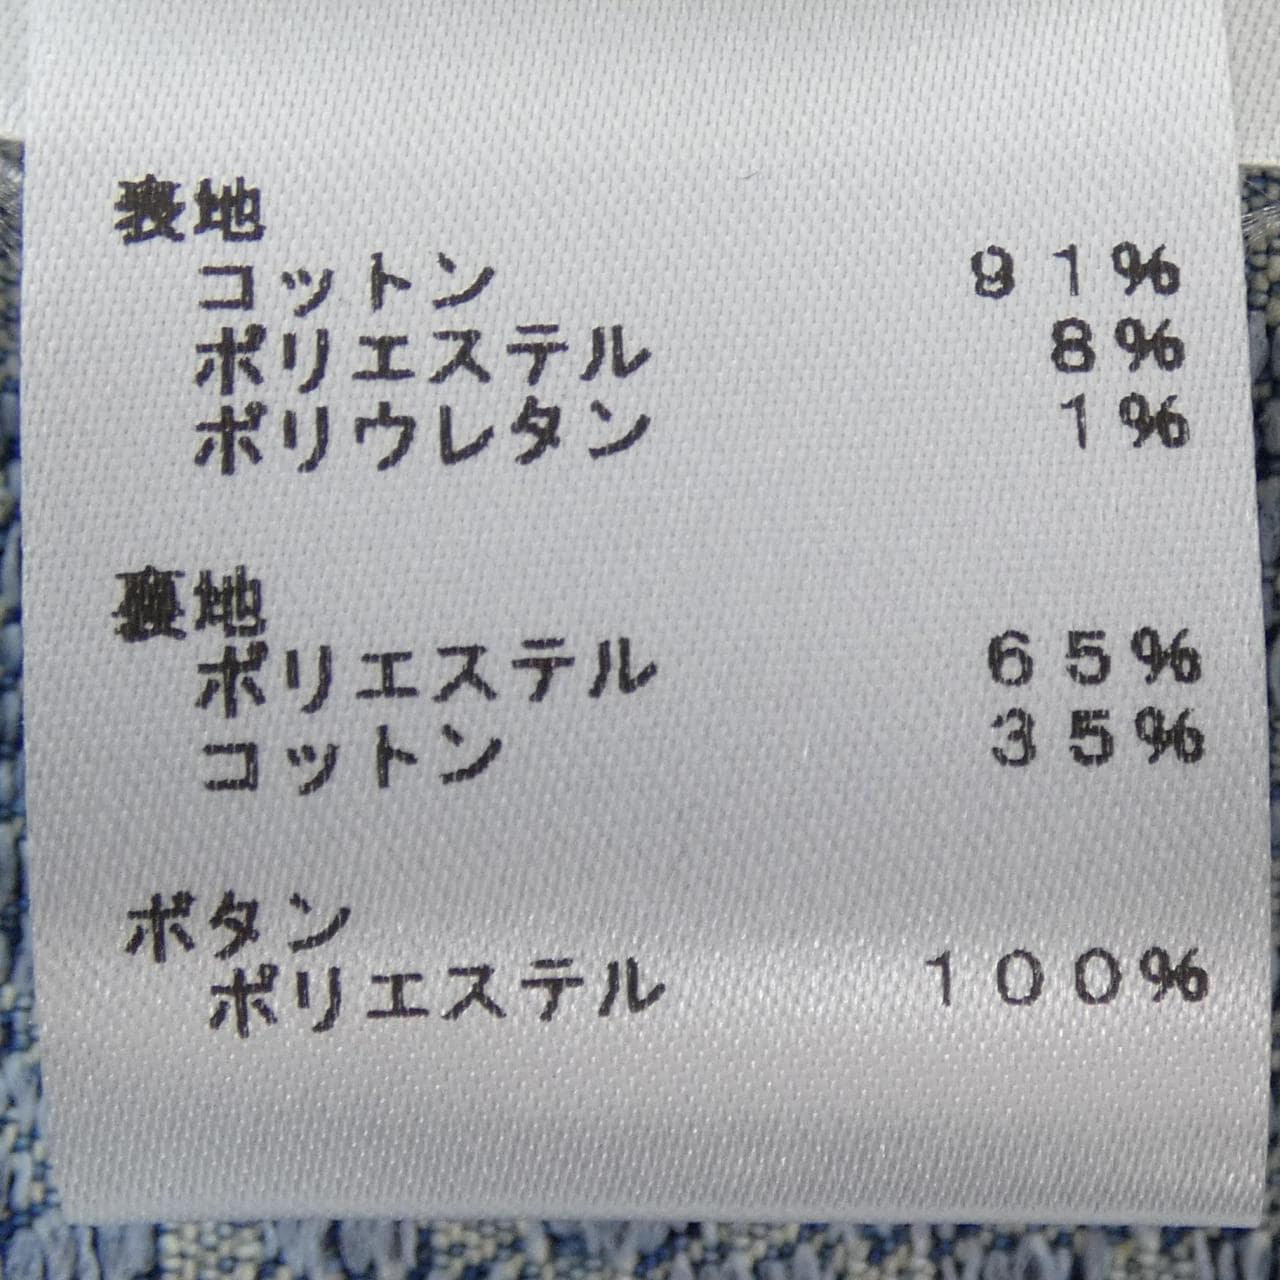 表地
コットン 91%
ポリエステル 8%
ポリウレタン 1%
裏地
ポリエステル 65%
コットン 35%
ボタン
ポリエステル 100%